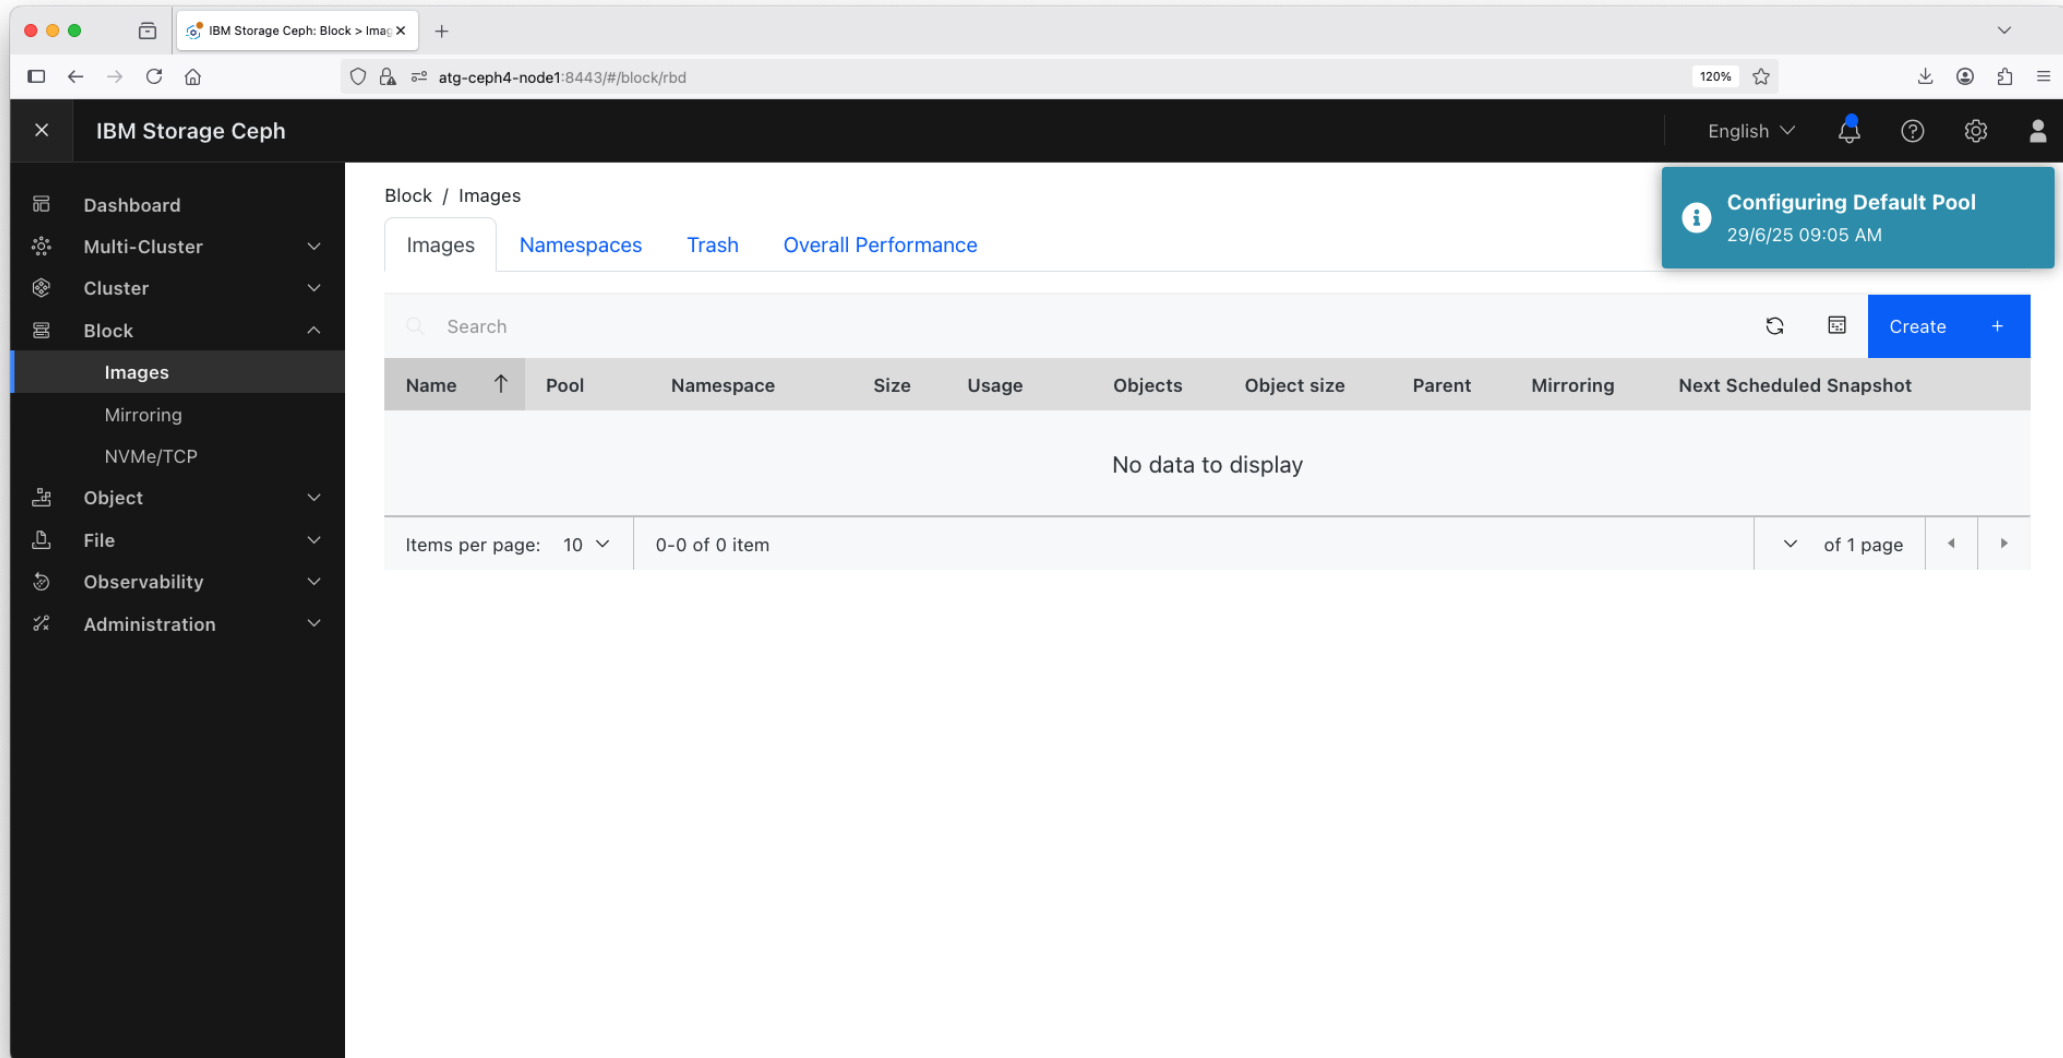 IBM Storage Ceph: Block > Imag
atg-ceph4-node1:8443/#/block/rbd
120%
IBM Storage Ceph
English
Configuring Default Pool
29/6/25 09:05 AM
Dashboard
Multi-Cluster
Cluster
Block
Images
Mirroring
NVMe/TCP
Object
File
Observability
Administration
Block / Images
Images Namespaces Trash Overall Performance
Search
Create +
Name Pool Namespace Size Usage Objects Object size Parent Mirroring Next Scheduled Snapshot
No data to display
Items per page: 10 0-0 of 0 item of 1 page